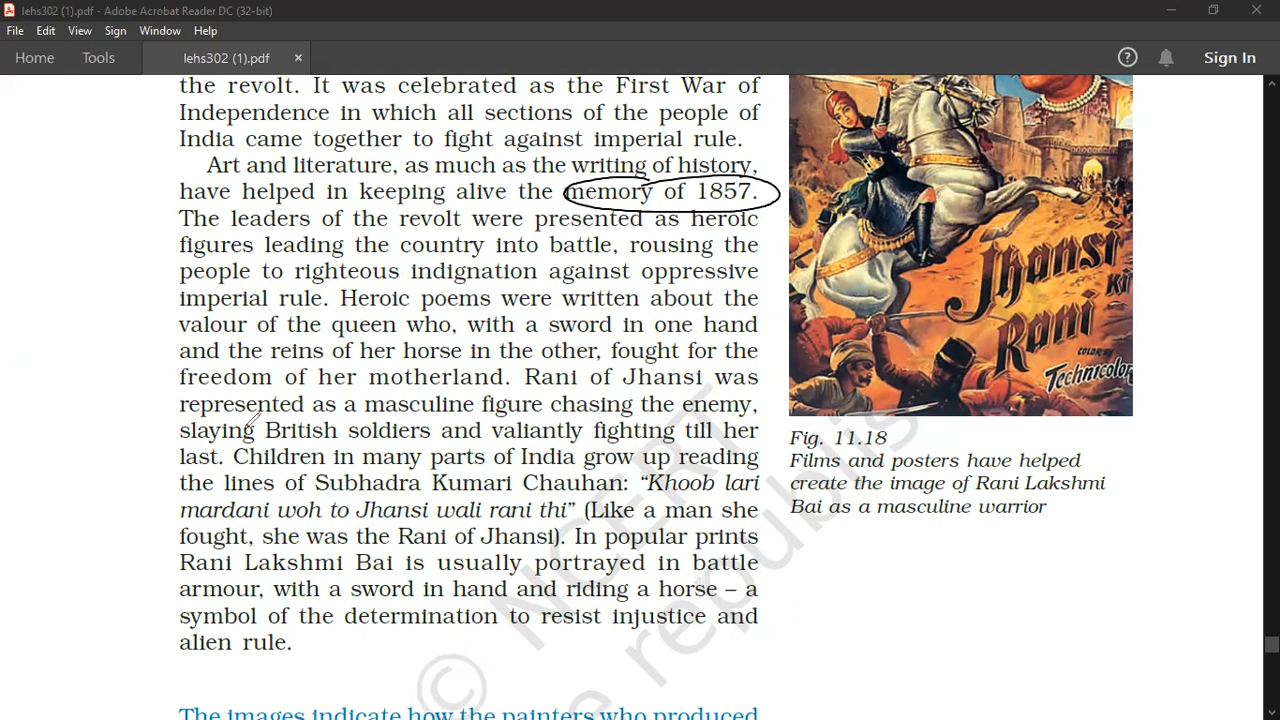 lehs302 (1).pdf - Adobe Acrobat Reader DC (32-bit)
File Edit View Sign Window Help
Home Tools lehs302 (1).pdf × ? Sign In
the revolt. It was celebrated as the First War of
Independence in which all sections of the people of
India came together to fight against imperial rule.
Art and literature, as much as the writing of history,
have helped in keeping alive the memory of 1857.
The leaders of the revolt were presented as heroic
figures leading the country into battle, rousing the
people to righteous indignation against oppressive
imperial rule. Heroic poems were written about the
valour of the queen who, with a sword in one hand
and the reins of her horse in the other, fought for the
freedom of her motherland. Rani of Jhansi was
represented as a masculine figure chasing the enemy,
slaying British soldiers and valiantly fighting till her
last. Children in many parts of India grow up reading
the lines of Subhadra Kumari Chauhan: “Khoob lari
mardani woh to Jhansi wali rani thi” (Like a man she
fought, she was the Rani of Jhansi). In popular prints
Rani Lakshmi Bai is usually portrayed in battle
armour, with a sword in hand and riding a horse – a
symbol of the determination to resist injustice and
alien rule.
The images indicate how the painters who produced
Jhansi
Ki
Rani
COLOR BY
Technicolor
Fig. 11.18
Films and posters have helped
create the image of Rani Lakshmi
Bai as a masculine warrior
© NCERT
be republis